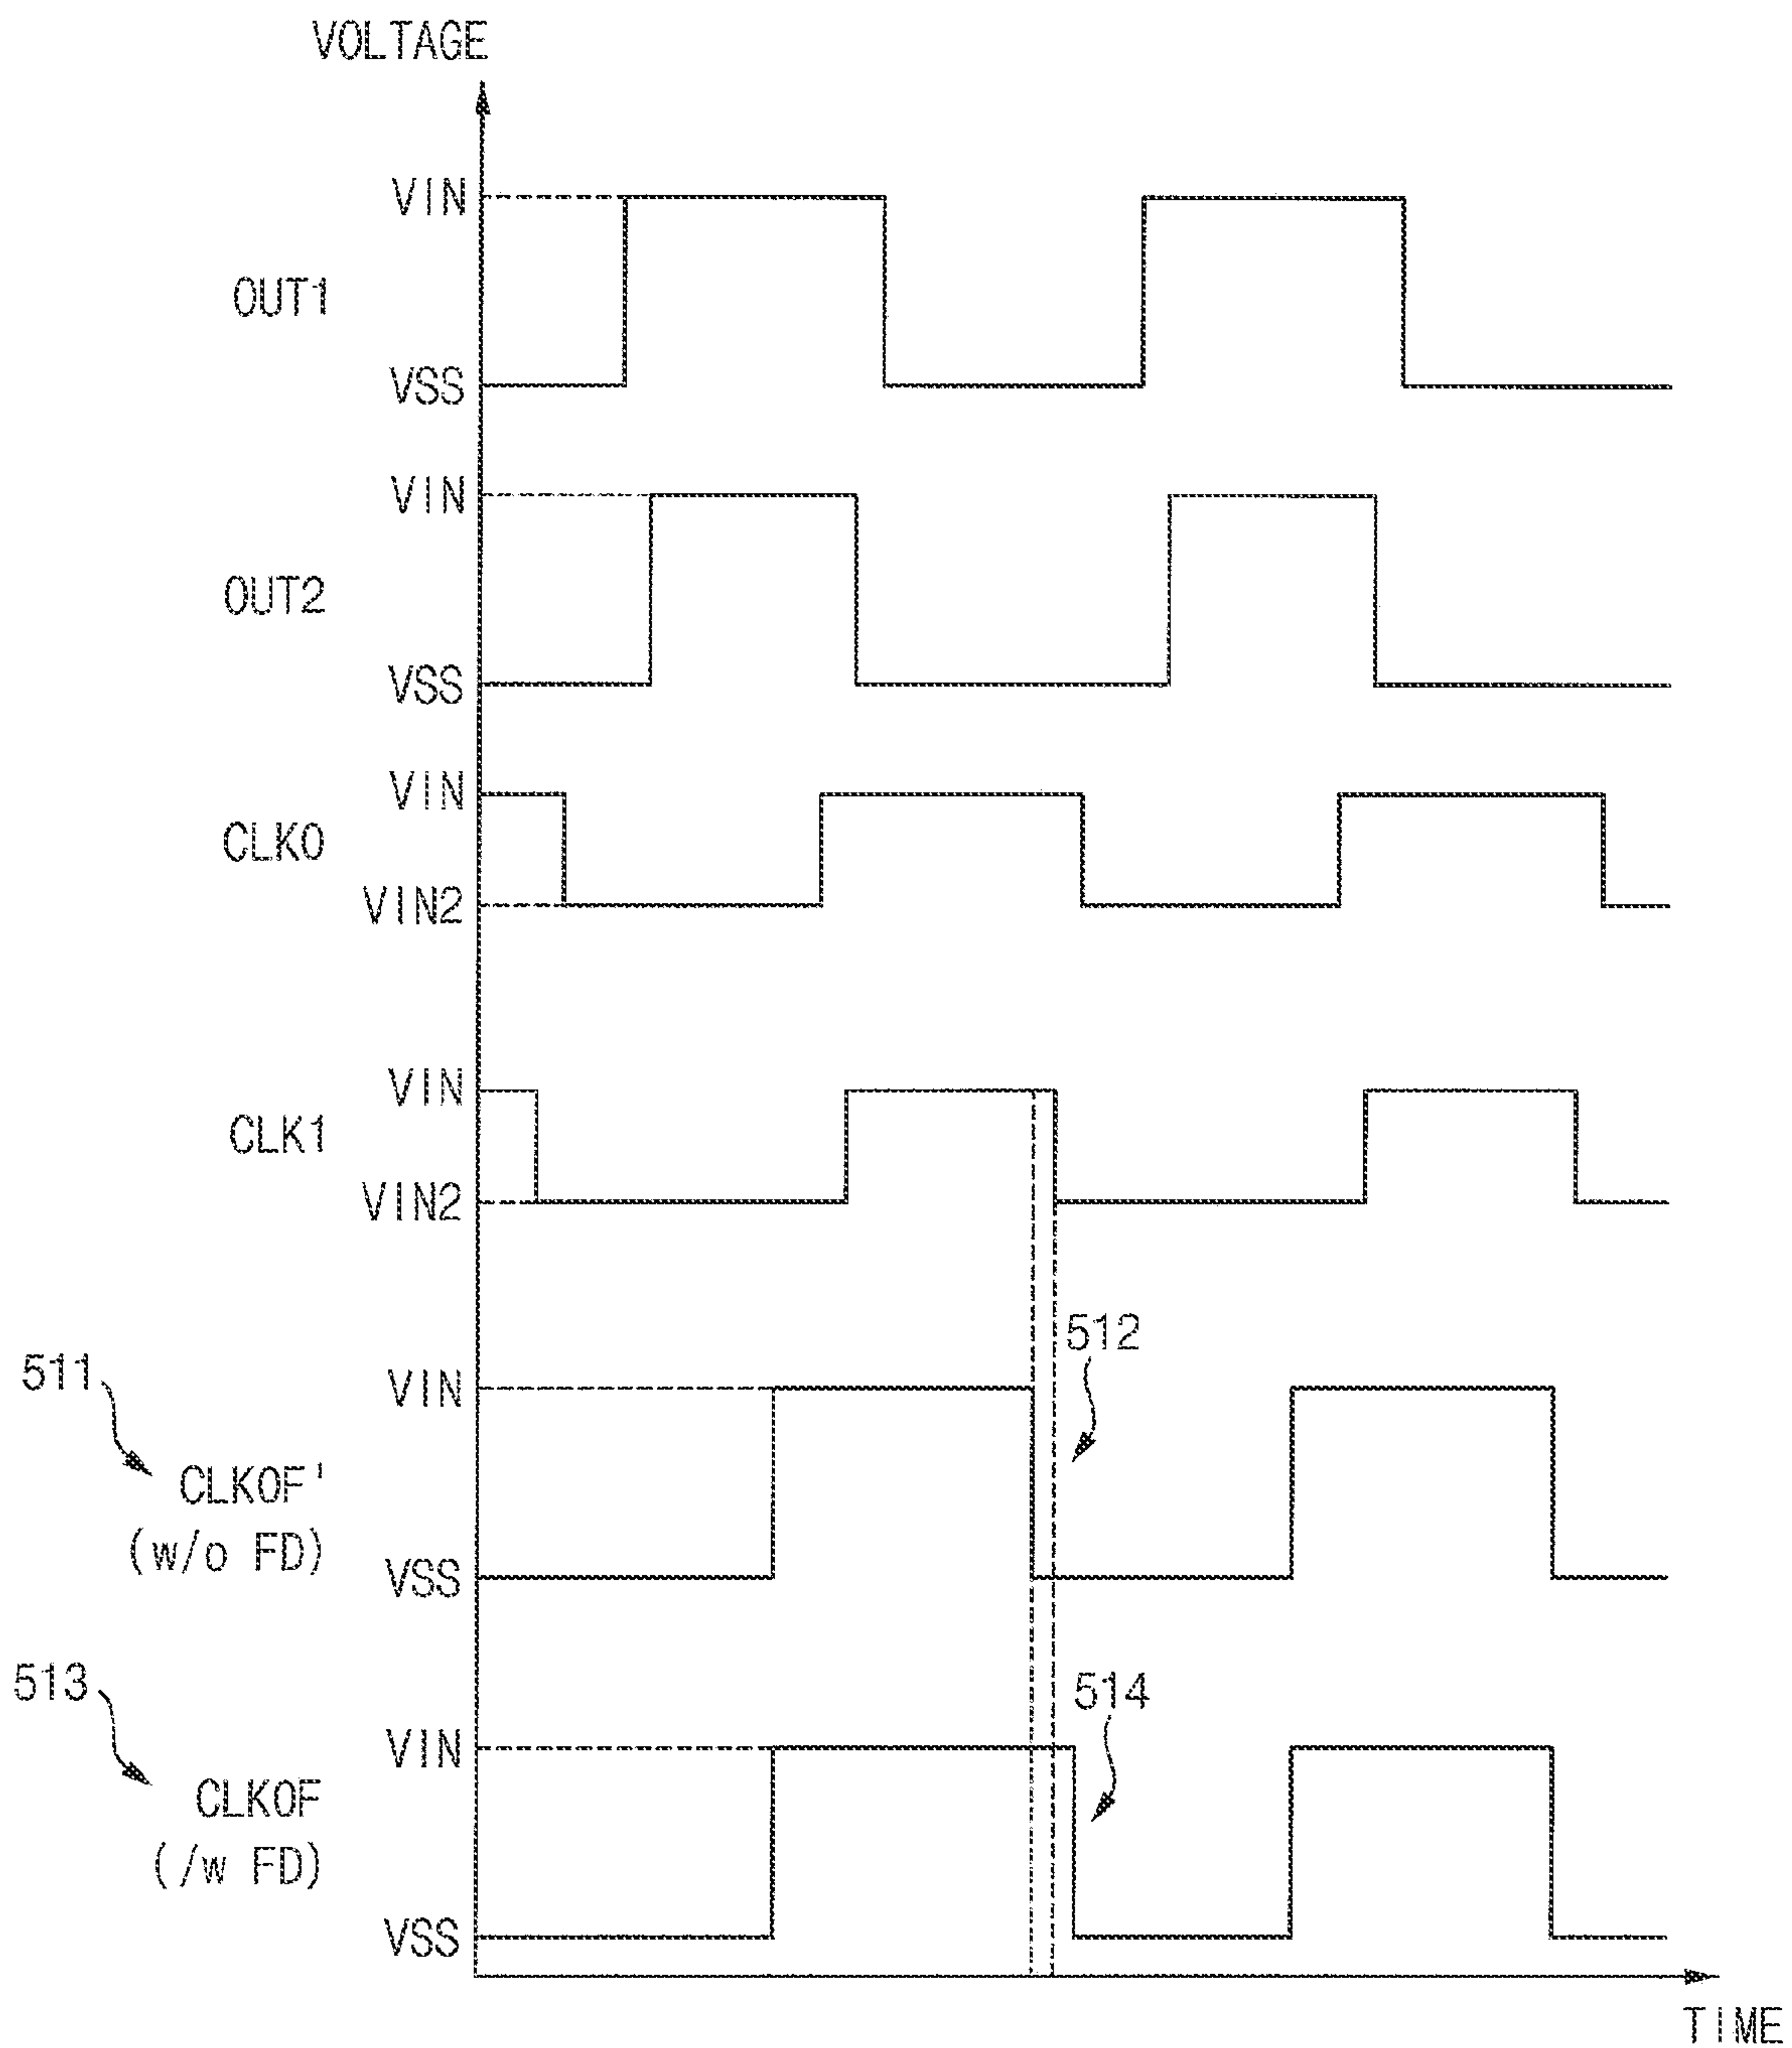 VOLTAGE
VIN
OUT1
VSS
VIN
OUT2
VSS
VIN
CLK0
VIN2
VIN
CLK1
VIN2
512
511
VIN
CLK0F'
(w/o FD)
VSS
513
514
VIN
CLK0F
(/w FD)
VSS
TIME